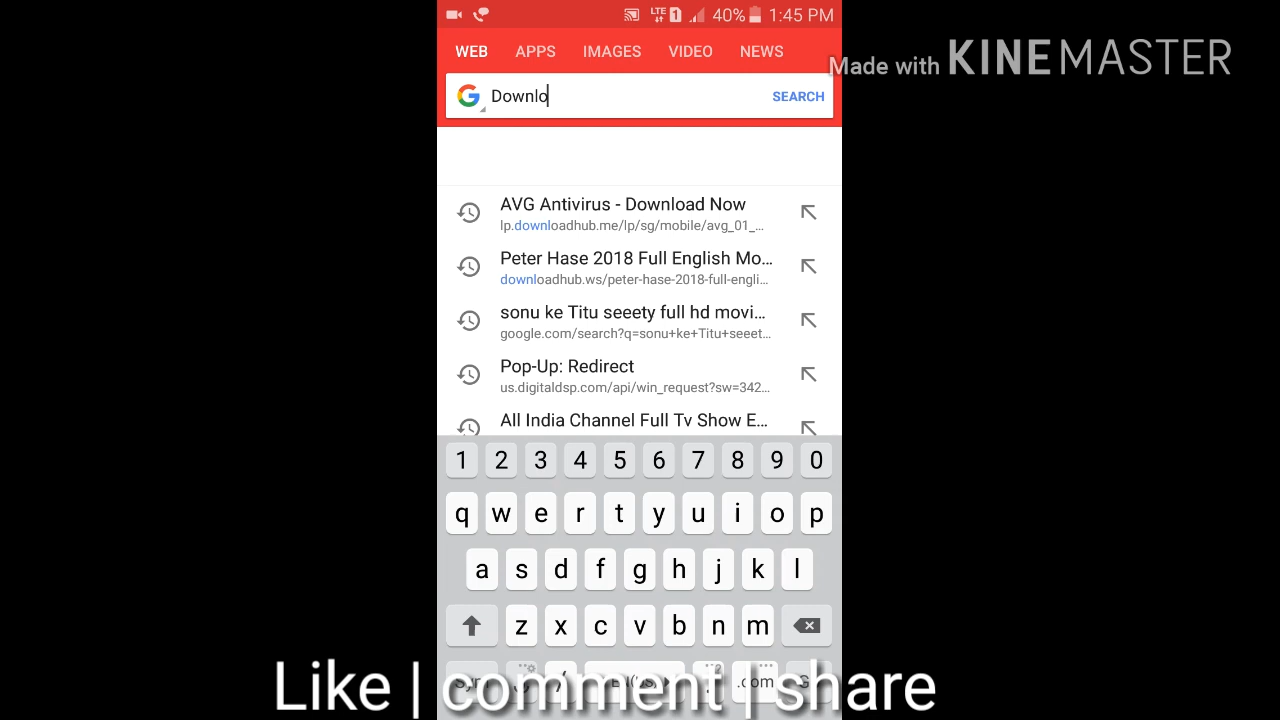 LTE 1 40% 1:45 PM
WEB APPS IMAGES VIDEO NEWS
Made with KINEMASTER
G Downlo SEARCH
AVG Antivirus - Download Now
lp.downloadhub.me/lp/sg/mobile/avg_01_...
Peter Hase 2018 Full English Mo...
downloadhub.ws/peter-hase-2018-full-engli...
sonu ke Titu seeety full hd movi...
google.com/search?q=sonu+ke+Titu+seeet...
Pop-Up: Redirect
us.digitaldsp.com/api/win_request?sw=342...
All India Channel Full Tv Show E...
1 2 3 4 5 6 7 8 9 0
q w e r t y u i o p
a s d f g h j k l
z x c v b n m
Sym / .com
Like | comment | share